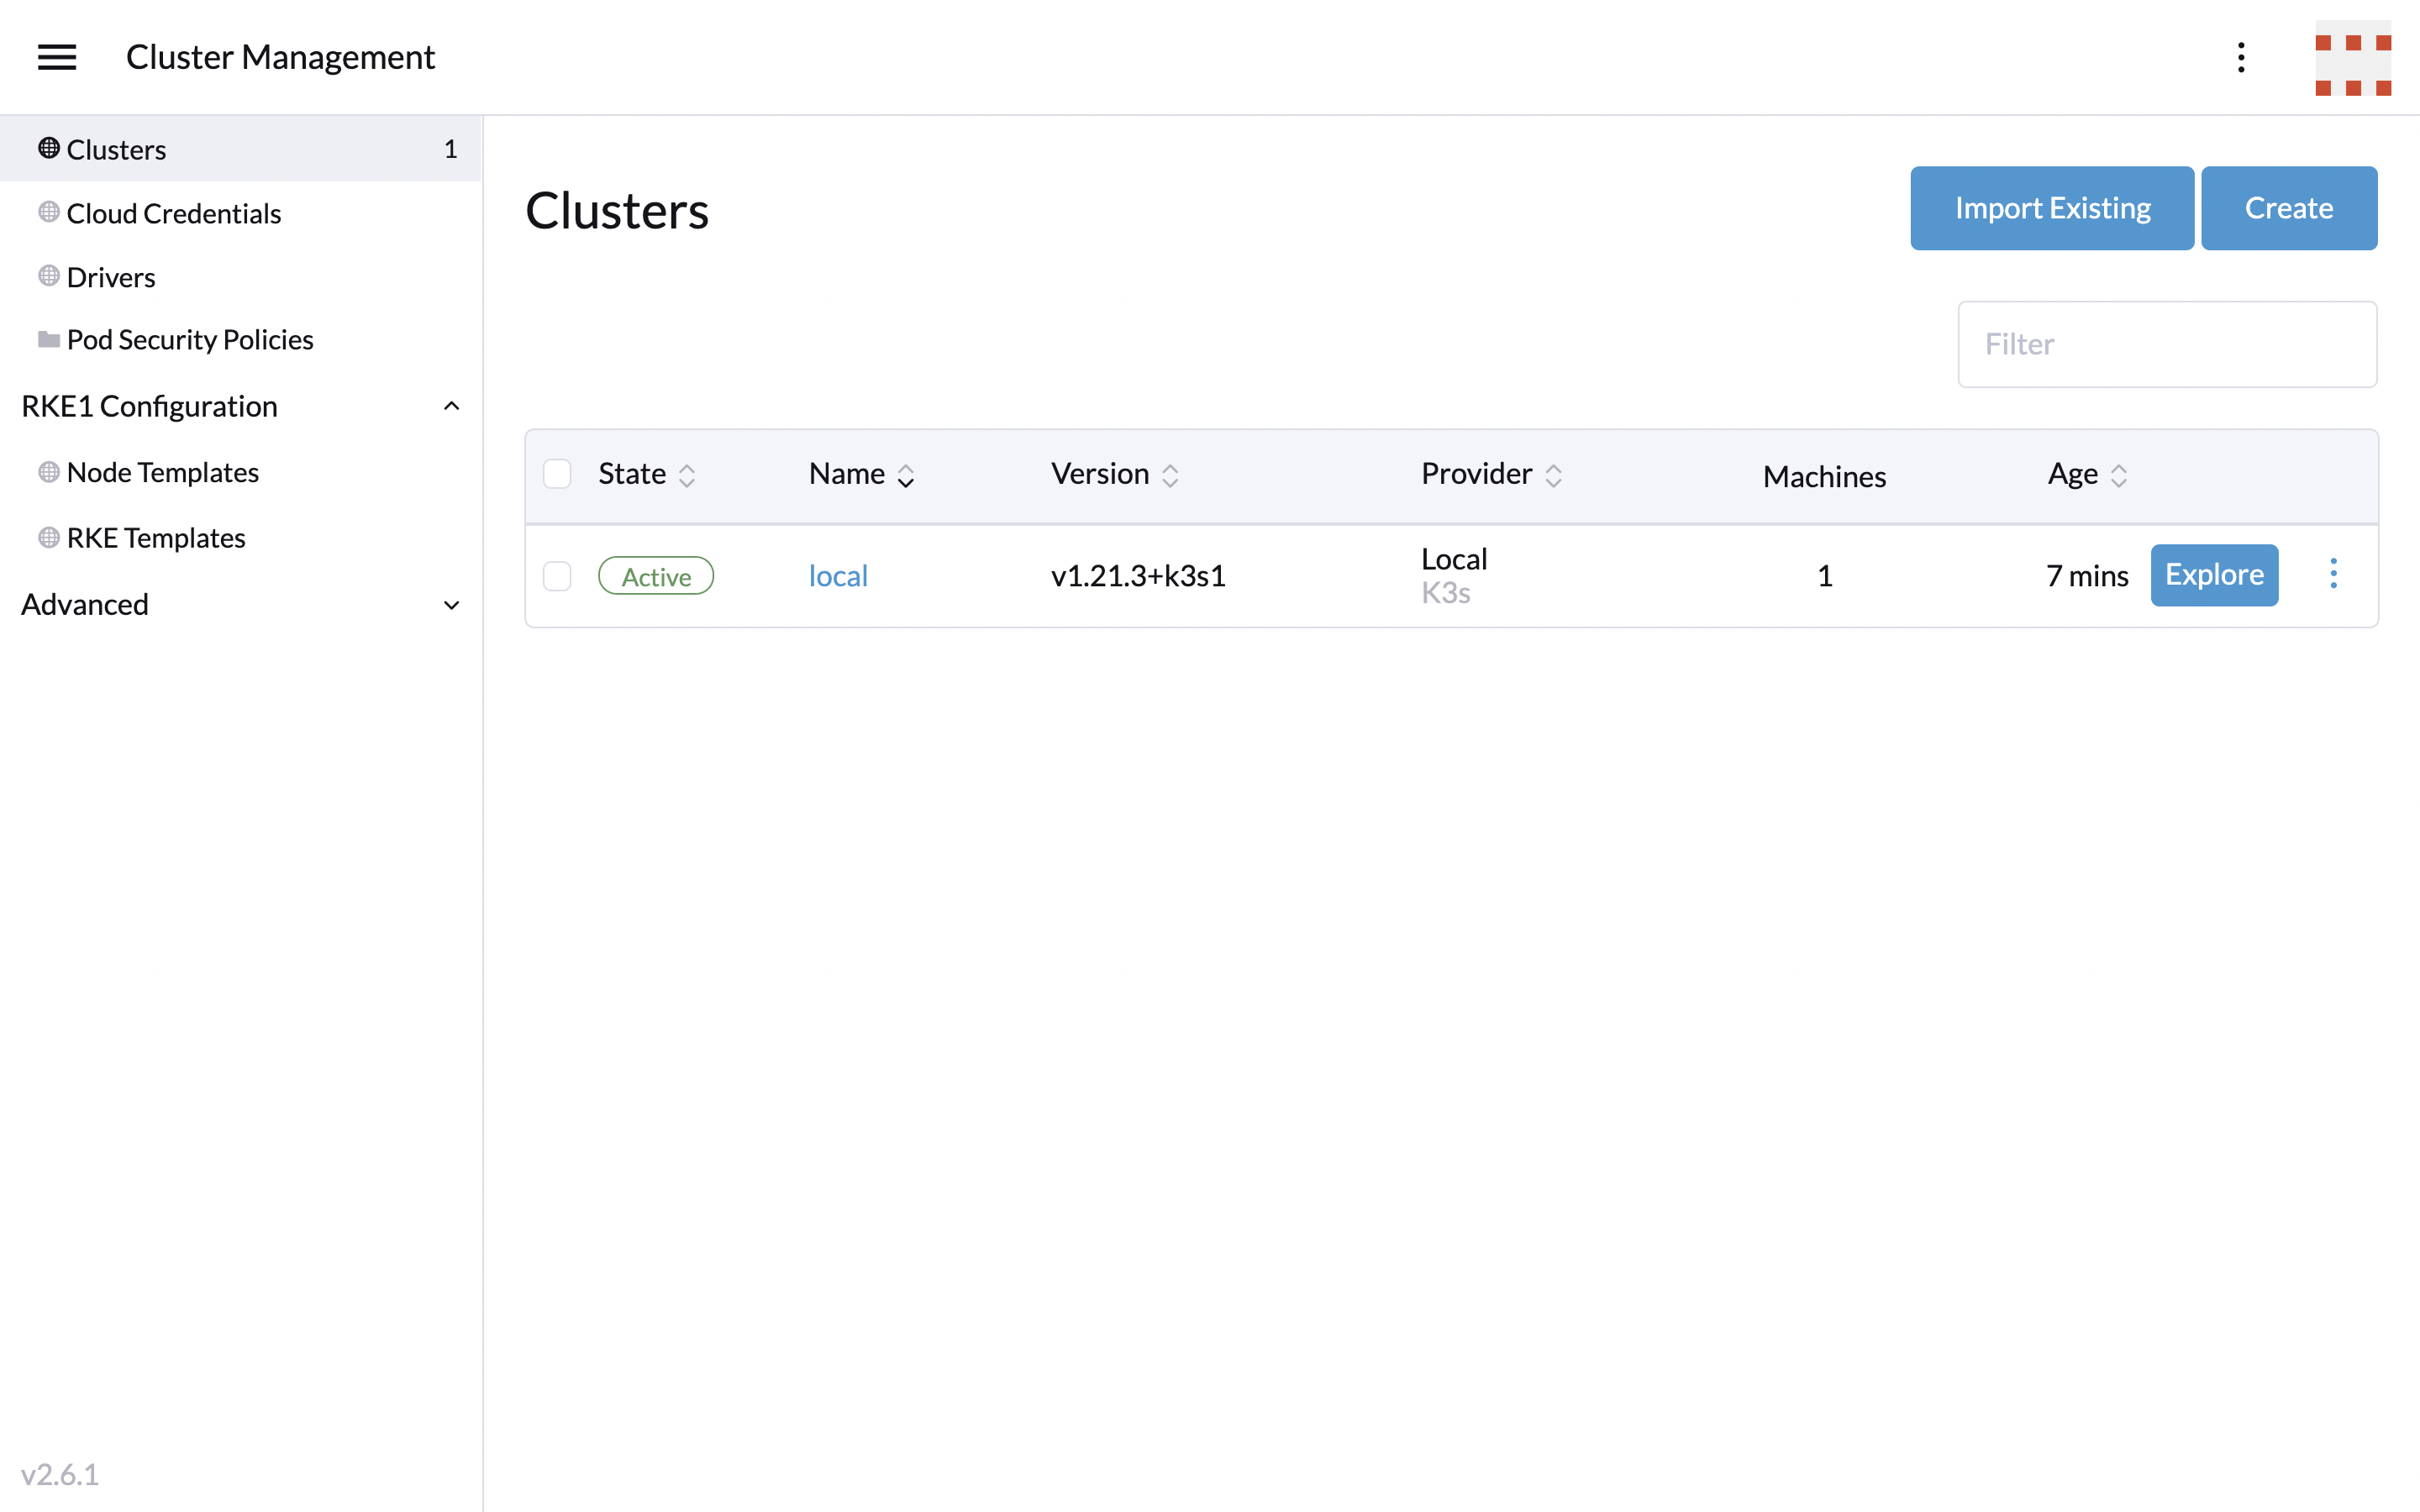 Cluster Management
Clusters 1
Cloud Credentials
Drivers
Pod Security Policies
RKE1 Configuration
Node Templates
RKE Templates
Advanced
v2.6.1
Clusters
Import Existing Create
Filter
State Name Version Provider Machines Age
Active local v1.21.3+k3s1 Local 1 7 mins Explore
K3s